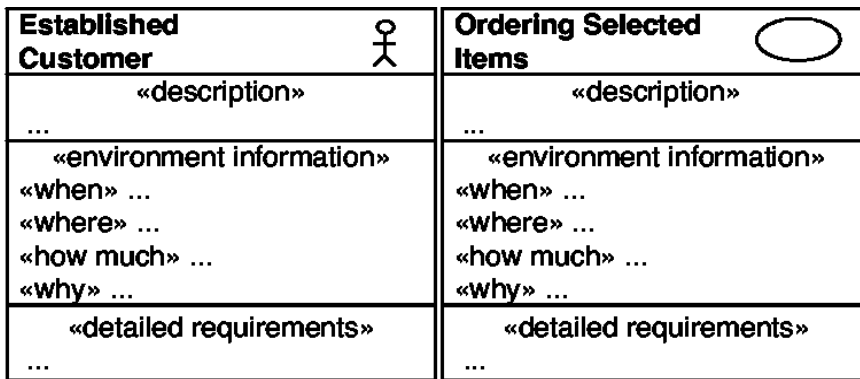 Established
Customer
«description»
...
«environment information»
«when» ...
«where» ...
«how much» ...
«why» ...
«detailed requirements»
...
Ordering Selected
Items
«description»
...
«environment information»
«when» ...
«where» ...
«how much» ...
«why» ...
«detailed requirements»
...